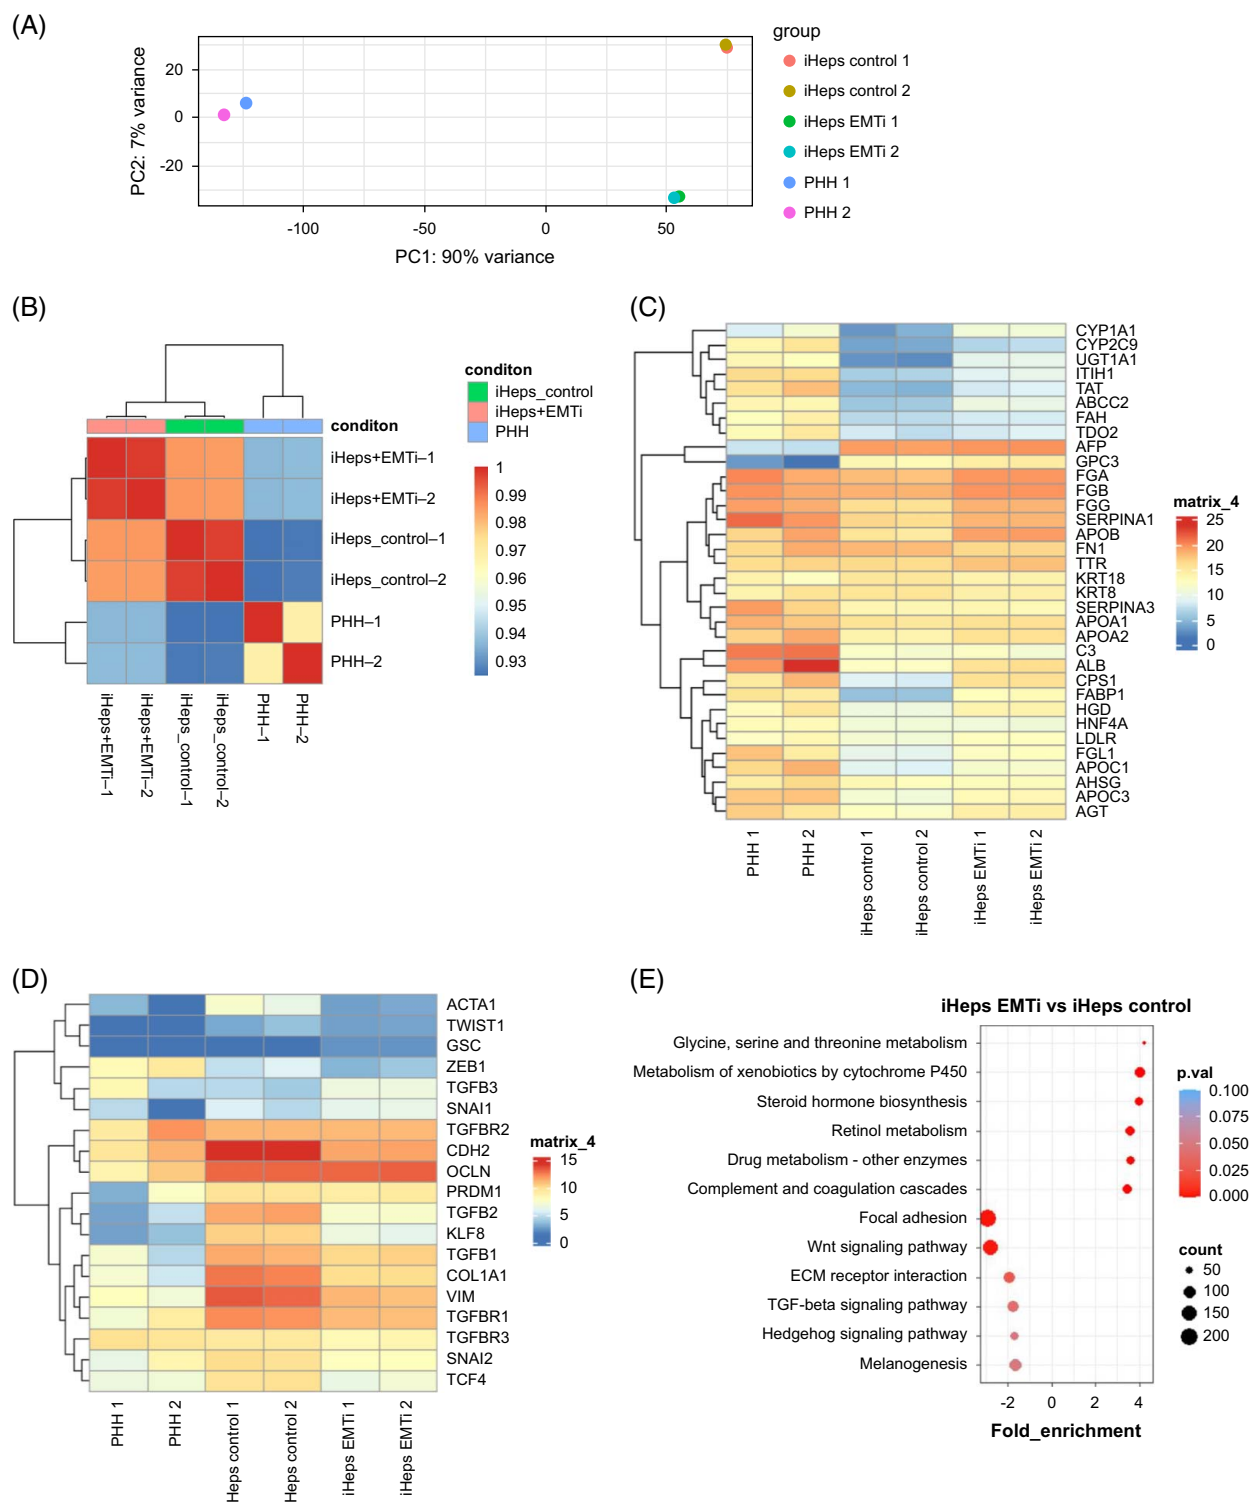 (A)
PC2: 7% variance
20
0
-20
-100
-50
0
50
PC1: 90% variance
group
iHeps control 1
iHeps control 2
iHeps EMTi 1
iHeps EMTi 2
PHH 1
PHH 2
(B)
conditon
iHeps_control
iHeps+EMTi
PHH
conditon
iHeps+EMTi–1
iHeps+EMTi–2
iHeps_control–1
iHeps_control–2
PHH–1
PHH–2
1
0.99
0.98
0.97
0.96
0.95
0.94
0.93
iHeps+EMTi–1
iHeps+EMTi–2
iHeps_control–1
iHeps_control–2
PHH–1
PHH–2
(C)
CYP1A1
CYP2C9
UGT1A1
ITIH1
TAT
ABCC2
FAH
TDO2
AFP
GPC3
FGA
FGB
FGG
SERPINA1
APOB
FN1
TTR
KRT18
KRT8
SERPINA3
APOA1
APOA2
C3
ALB
CPS1
FABP1
HGD
HNF4A
LDLR
FGL1
APOC1
AHSG
APOC3
AGT
matrix_4
25
20
15
10
5
0
PHH 1
PHH 2
iHeps control 1
iHeps control 2
iHeps EMTi 1
iHeps EMTi 2
(D)
ACTA1
TWIST1
GSC
ZEB1
TGFB3
SNAI1
TGFBR2
CDH2
OCLN
PRDM1
TGFB2
KLF8
TGFB1
COL1A1
VIM
TGFBR1
TGFBR3
SNAI2
TCF4
matrix_4
15
10
5
0
PHH 1
PHH 2
Heps control 1
Heps control 2
iHeps EMTi 1
iHeps EMTi 2
(E)
iHeps EMTi vs iHeps control
Glycine, serine and threonine metabolism
Metabolism of xenobiotics by cytochrome P450
Steroid hormone biosynthesis
Retinol metabolism
Drug metabolism - other enzymes
Complement and coagulation cascades
Focal adhesion
Wnt signaling pathway
ECM receptor interaction
TGF-beta signaling pathway
Hedgehog signaling pathway
Melanogenesis
-2
0
2
4
Fold_enrichment
p.val
0.100
0.075
0.050
0.025
0.000
count
50
100
150
200